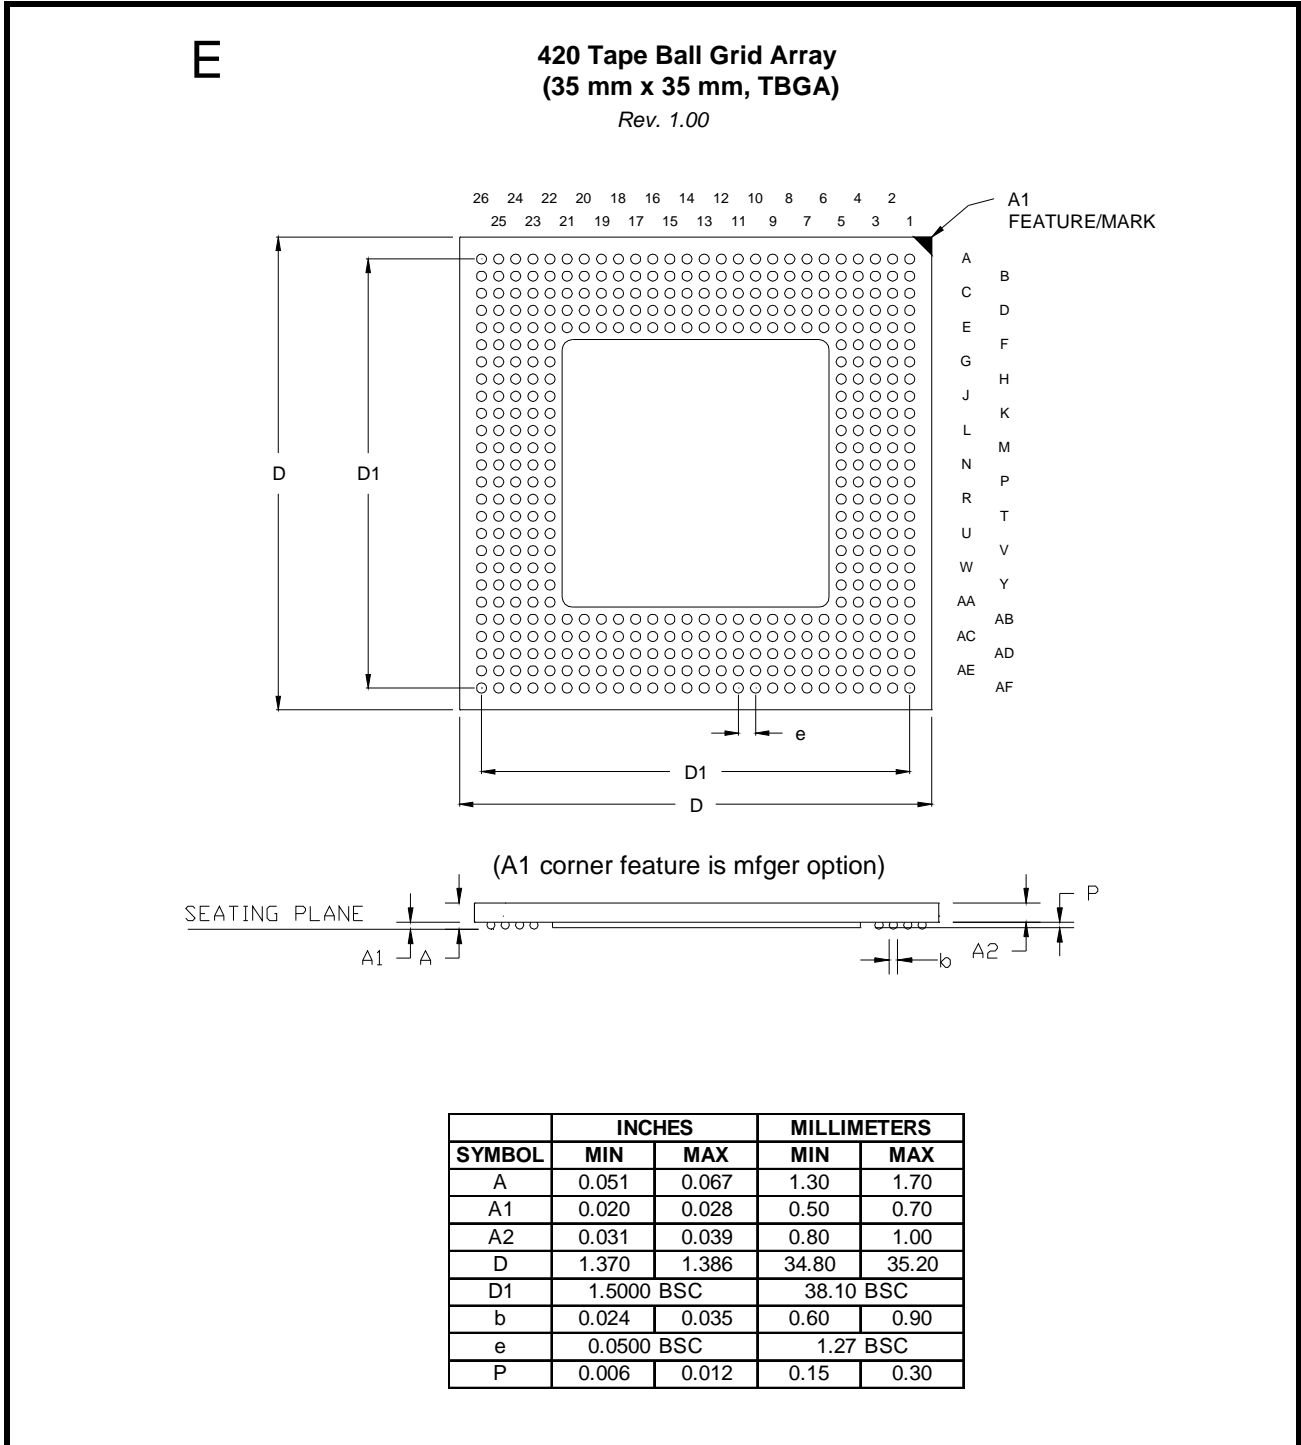 E
420 Tape Ball Grid Array
(35 mm x 35 mm, TBGA)
Rev. 1.00
26 24 22 20 18 16 14 12 10 8 6 4 2
25 23 21 19 17 15 13 11 9 7 5 3 1
A1
FEATURE/MARK
A
B
C
D
E
F
G
H
J
K
L
M
N
P
R
T
U
V
W
Y
AA
AB
AC
AD
AE
AF
D
D1
e
D1
D
(A1 corner feature is mfger option)
SEATING PLANE
P
A1
A
b
A2
INCHES MILLIMETERS
SYMBOL MIN MAX MIN MAX
A 0.051 0.067 1.30 1.70
A1 0.020 0.028 0.50 0.70
A2 0.031 0.039 0.80 1.00
D 1.370 1.386 34.80 35.20
D1 1.5000 BSC 38.10 BSC
b 0.024 0.035 0.60 0.90
e 0.0500 BSC 1.27 BSC
P 0.006 0.012 0.15 0.30